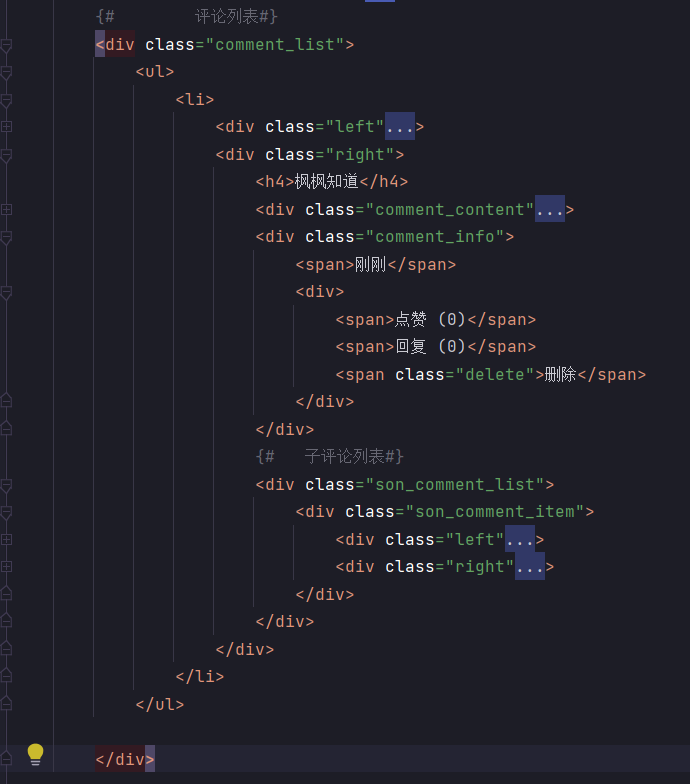 {#        评论列表#}
<div class="comment_list">
    <ul>
        <li>
            <div class="left"...>
            <div class="right">
                <h4>枫枫知道</h4>
                <div class="comment_content"...>
                <div class="comment_info">
                    <span>刚刚</span>
                    <div>
                        <span>点赞 (0)</span>
                        <span>回复 (0)</span>
                        <span class="delete">删除</span>
                    </div>
                </div>
                {#   子评论列表#}
                <div class="son_comment_list">
                    <div class="son_comment_item">
                        <div class="left"...>
                        <div class="right"...>
                    </div>
                </div>
            </div>
        </li>
    </ul>

</div>